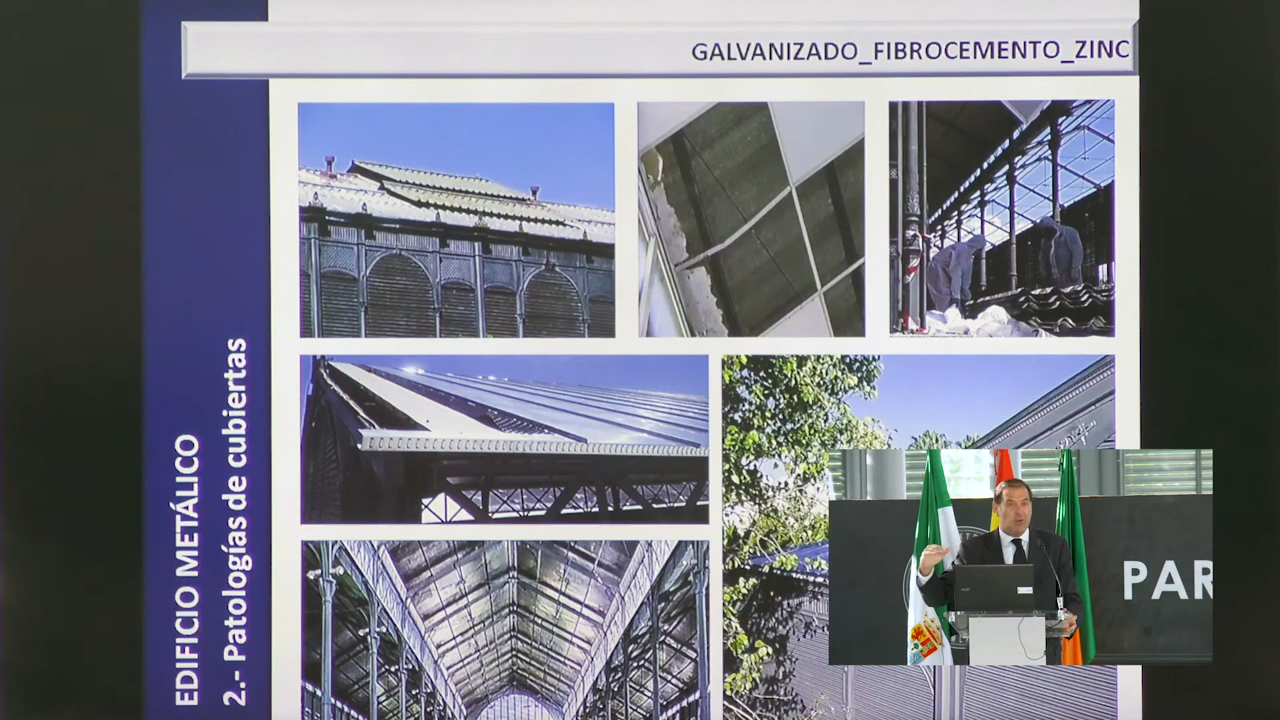 GALVANIZADO_FIBROCEMENTO_ZINC
EDIFICIO METÁLICO
2.- Patologías de cubiertas
PAR